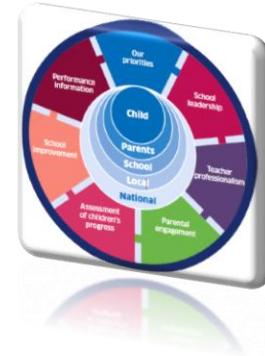 Our
priorities
School
leadership
Teacher
professionalism
Parental
engagement
Assessment
of children's
progress
School
improvement
Performance
information
Child
Parents
School
Local
National